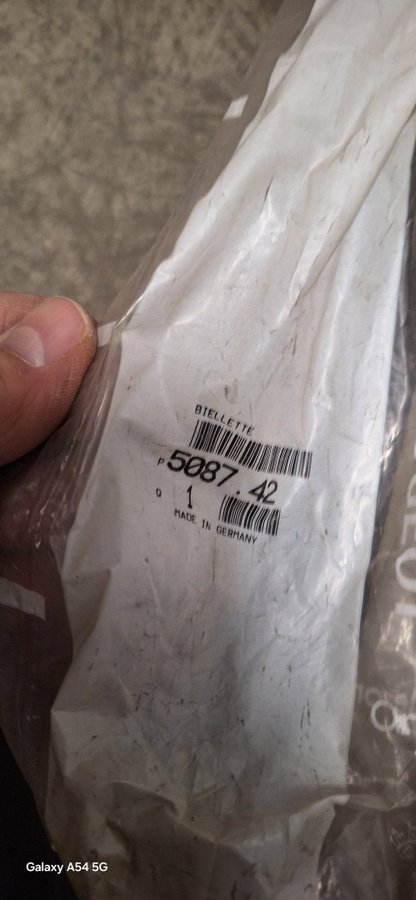 BIELLETTE
P 5087.42
Q 1
MADE IN GERMANY
Galaxy A54 5G